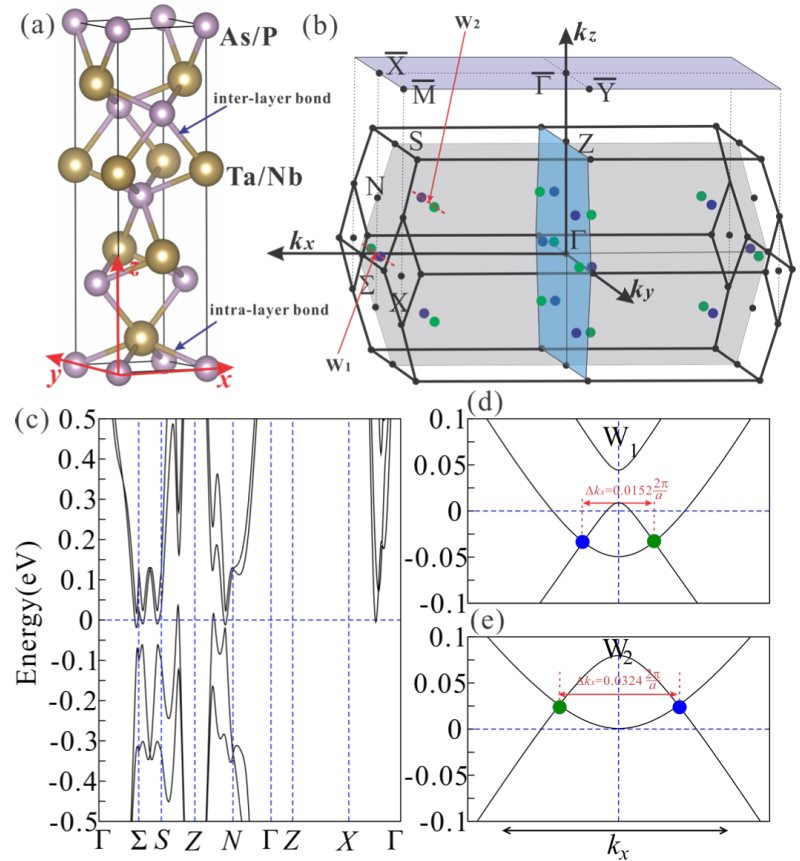 (a)
As/P
inter-layer bond
Ta/Nb
z
intra-layer bond
y
x
(b)
W₂
k_z
X̅
M̅
Γ̅
Y̅
S
Z
N
k_x
Γ
Σ
X
k_y
W₁
(c)
Energy(eV)
0.5
0.4
0.3
0.2
0.1
0
-0.1
-0.2
-0.3
-0.4
-0.5
Γ Σ S Z N Γ Z X Γ
(d)
W₁
Δkₓ=0.0152 2π/a
0.1
0.05
0
-0.05
-0.1
(e)
W₂
Δkₓ=0.0324 2π/a
0.1
0.05
0
-0.05
-0.1
kₓ